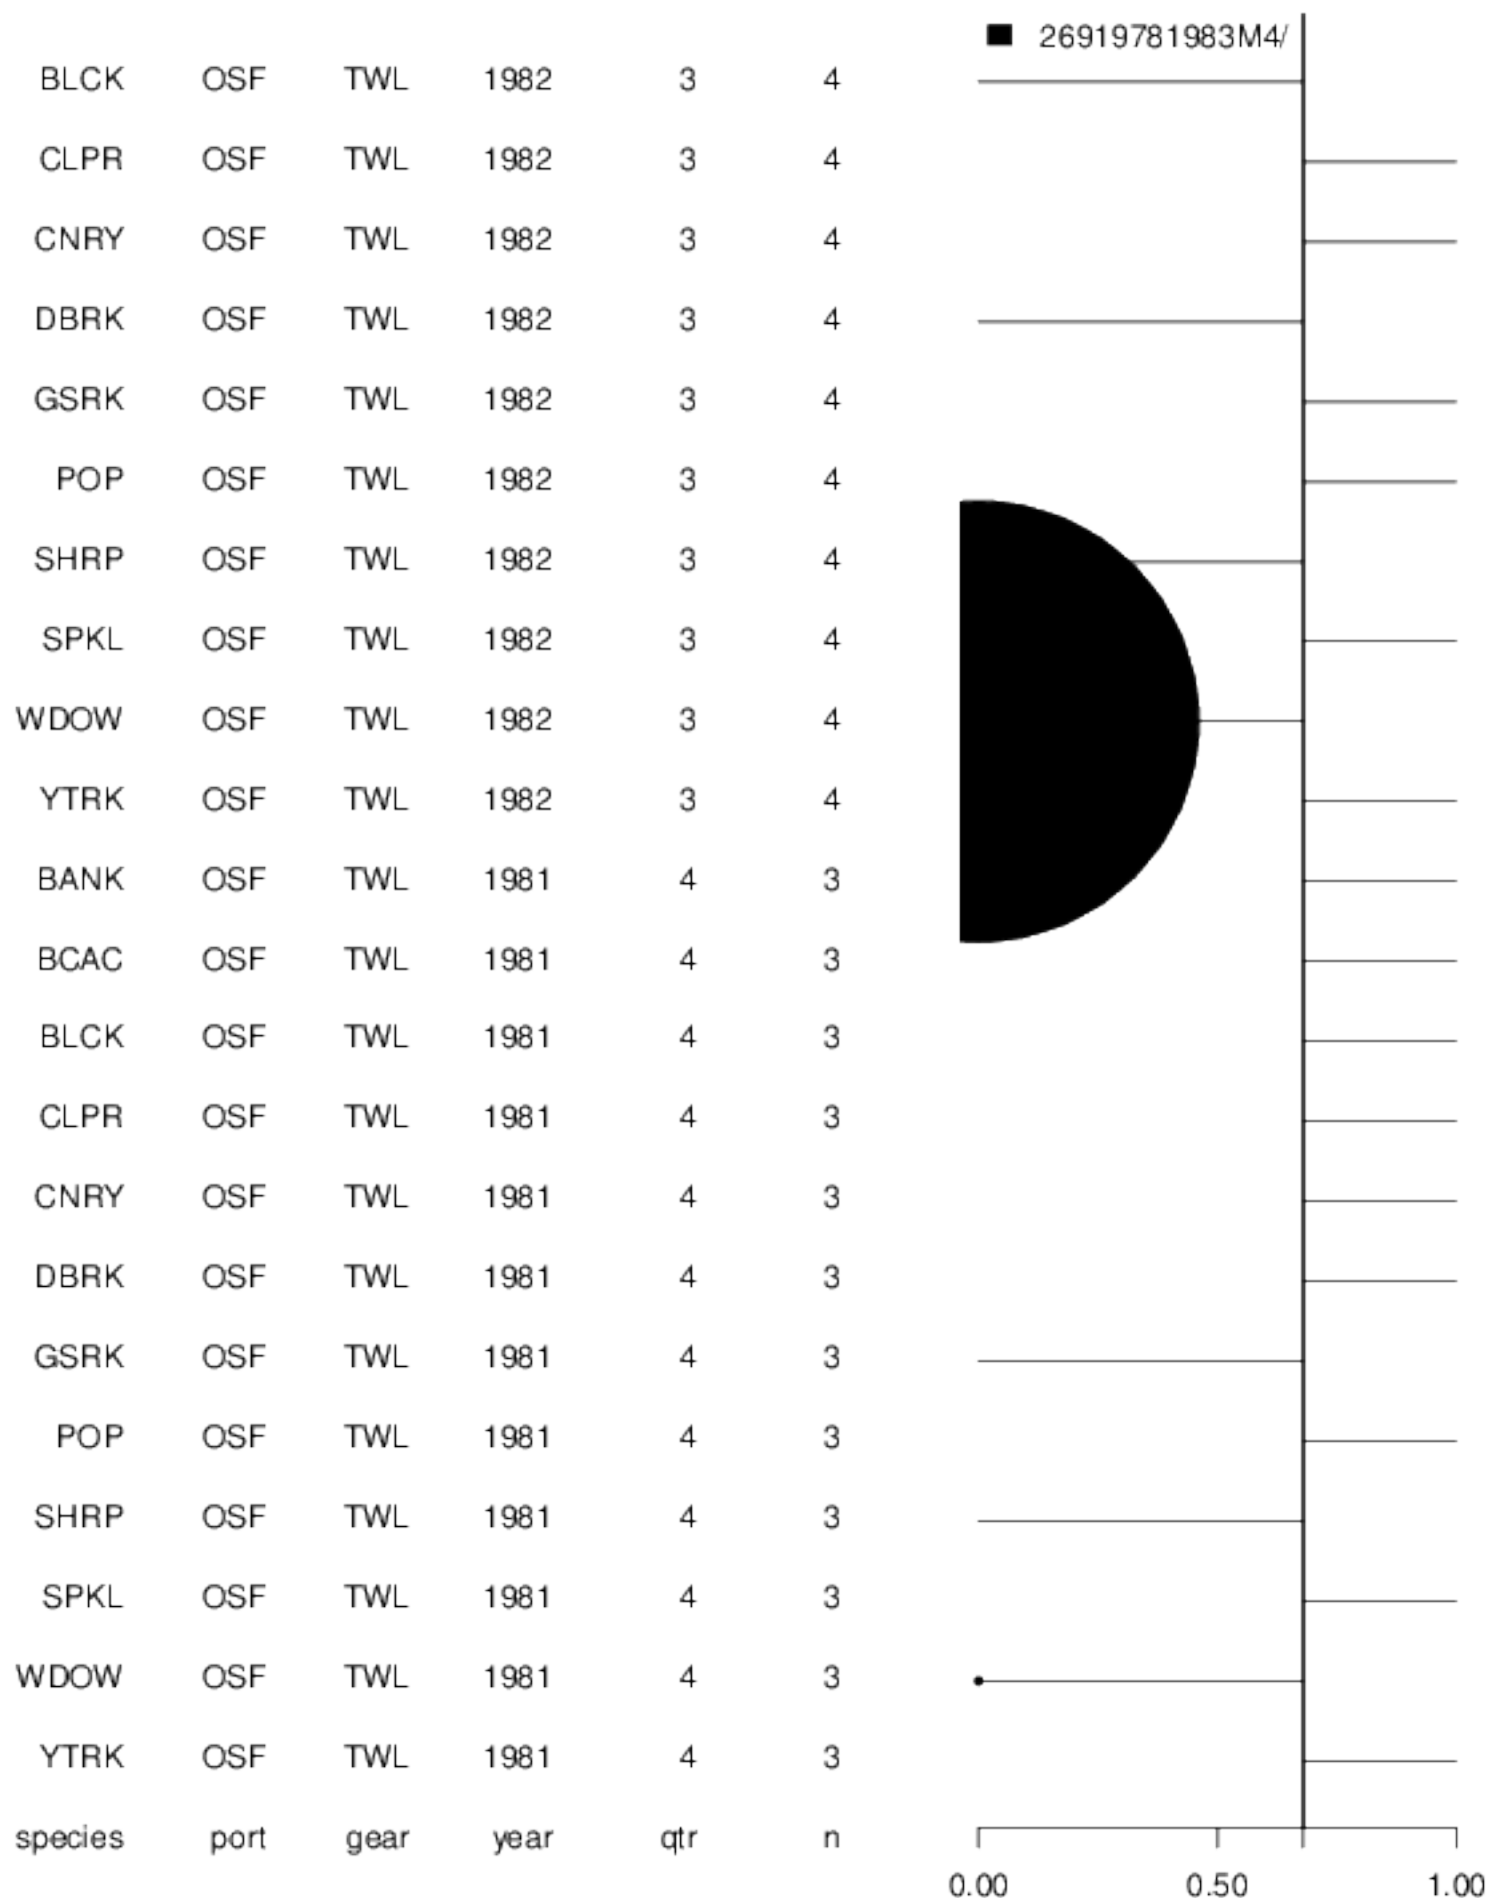 26919781983M4/
BLCK OSF TWL 1982 3 4
CLPR OSF TWL 1982 3 4
CNRY OSF TWL 1982 3 4
DBRK OSF TWL 1982 3 4
GSRK OSF TWL 1982 3 4
POP OSF TWL 1982 3 4
SHRP OSF TWL 1982 3 4
SPKL OSF TWL 1982 3 4
WDOW OSF TWL 1982 3 4
YTRK OSF TWL 1982 3 4
BANK OSF TWL 1981 4 3
BCAC OSF TWL 1981 4 3
BLCK OSF TWL 1981 4 3
CLPR OSF TWL 1981 4 3
CNRY OSF TWL 1981 4 3
DBRK OSF TWL 1981 4 3
GSRK OSF TWL 1981 4 3
POP OSF TWL 1981 4 3
SHRP OSF TWL 1981 4 3
SPKL OSF TWL 1981 4 3
WDOW OSF TWL 1981 4 3
YTRK OSF TWL 1981 4 3
species port gear year qtr n
0.00 0.50 1.00